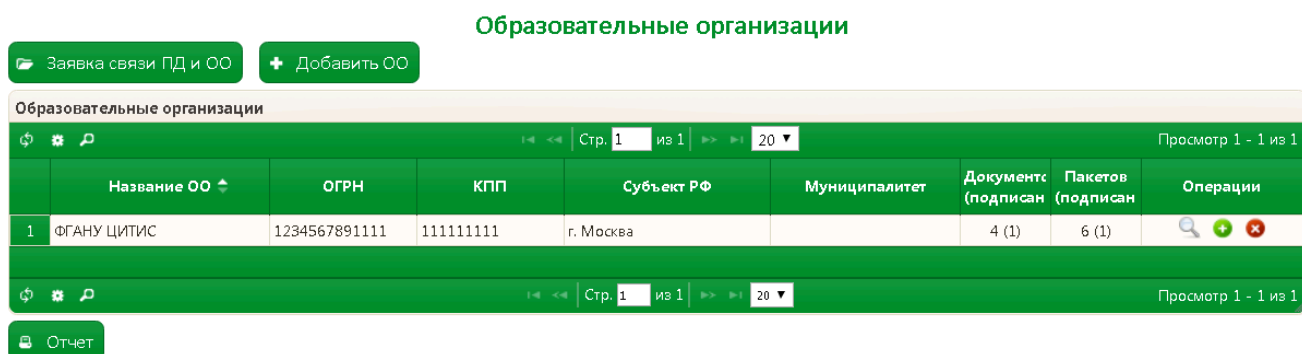 Образовательные организации
Заявка связи ПД и ОО Добавить ОО
Образовательные организации
Стр. 1 из 1 20 Просмотр 1 - 1 из 1
Название ОО ОГРН КПП Субъект РФ Муниципалитет Документо (подписан Пакетов (подписан Операции
1 ФГАНУ ЦИТИС 1234567891111 111111111 г. Москва 4 (1) 6 (1)
Стр. 1 из 1 20 Просмотр 1 - 1 из 1
Отчет